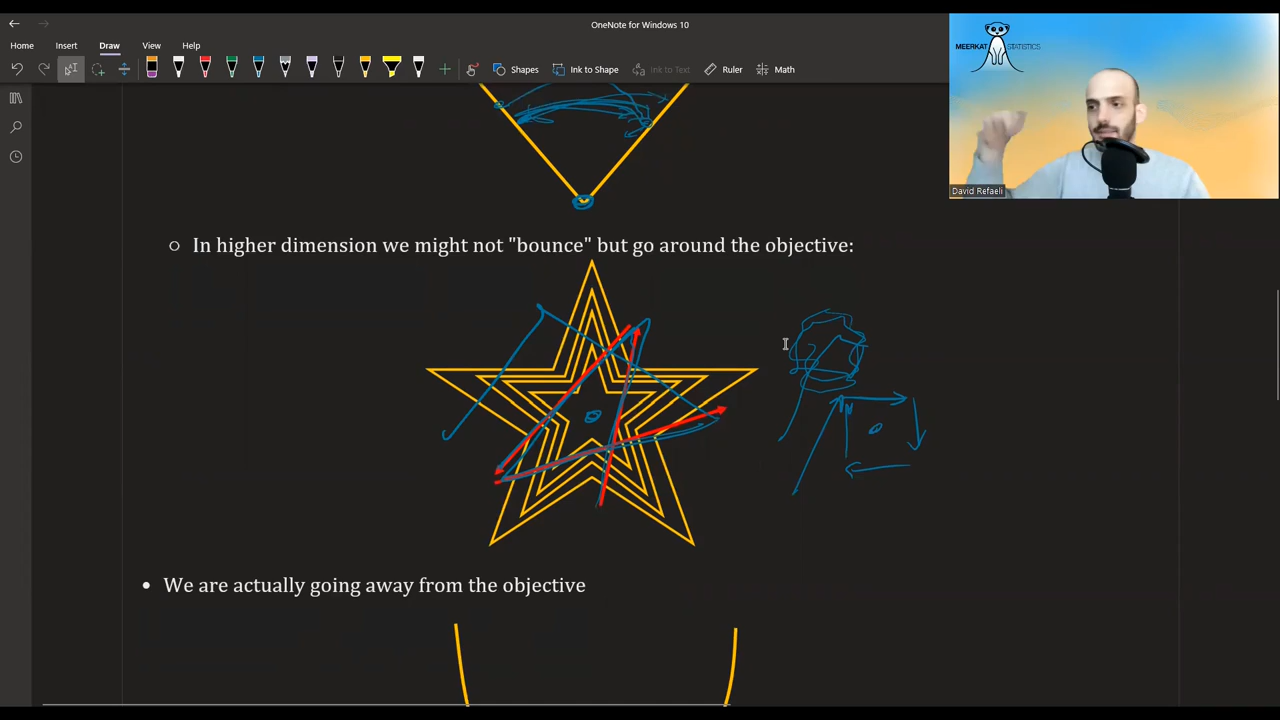 OneNote for Windows 10
Home Insert Draw View Help
Shapes Ink to Shape Ink to Text Ruler Math
MEERKAT STATISTICS
David Refaeli
In higher dimension we might not "bounce" but go around the objective:
We are actually going away from the objective